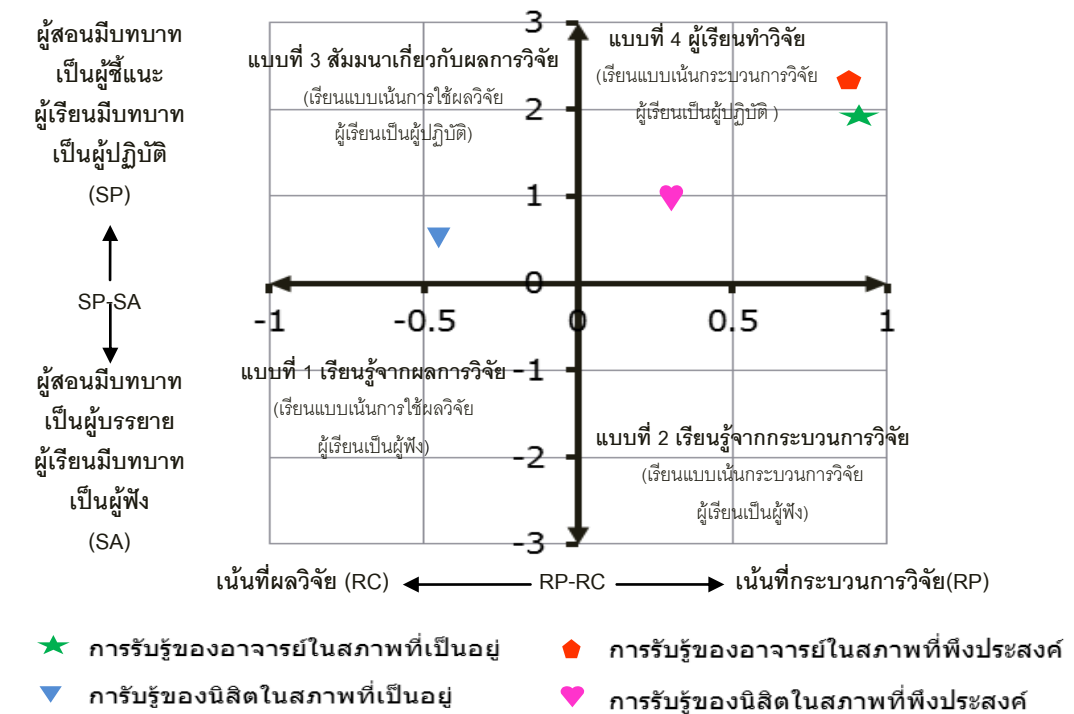 ผู้สอนมีบทบาท
เป็นผู้ชี้แนะ
ผู้เรียนมีบทบาท
เป็นผู้ปฏิบัติ
(SP)
SP-SA
ผู้สอนมีบทบาท
เป็นผู้บรรยาย
ผู้เรียนมีบทบาท
เป็นผู้ฟัง
(SA)
3
2
1
0
-1
-2
-3
-1
-0.5
0
0.5
1
แบบที่ 3 สัมมนาเกี่ยวกับผลการวิจัย
(เรียนแบบเน้นการใช้ผลวิจัย
ผู้เรียนเป็นผู้ปฏิบัติ)
แบบที่ 4 ผู้เรียนทำวิจัย
(เรียนแบบเน้นกระบวนการวิจัย
ผู้เรียนเป็นผู้ปฏิบัติ )
แบบที่ 1 เรียนรู้จากผลการวิจัย
(เรียนแบบเน้นการใช้ผลวิจัย
ผู้เรียนเป็นผู้ฟัง)
แบบที่ 2 เรียนรู้จากกระบวนการวิจัย
(เรียนแบบเน้นกระบวนการวิจัย
ผู้เรียนเป็นผู้ฟัง)
เน้นที่ผลวิจัย (RC) RP-RC เน้นที่กระบวนการวิจัย(RP)
การรับรู้ของอาจารย์ในสภาพที่เป็นอยู่
การรับรู้ของอาจารย์ในสภาพที่พึงประสงค์
การับรู้ของนิสิตในสภาพที่เป็นอยู่
การรับรู้ของนิสิตในสภาพที่พึงประสงค์